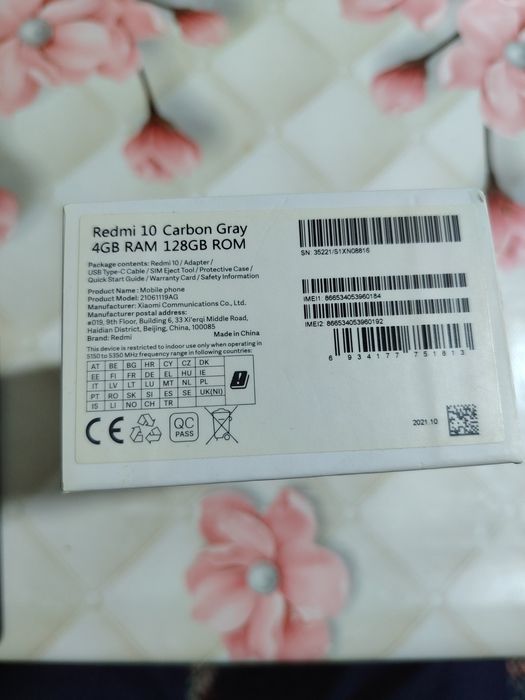 Redmi 10 Carbon Gray
4GB RAM 128GB ROM
Package contents: Redmi 10 / Adapter /
USB Type-C Cable / SIM Eject Tool / Protective Case /
Quick Start Guide / Warranty Card / Safety Information
Product Name : Mobile phone
Product Model: 21061119AG
Manufacturer: Xiaomi Communications Co., Ltd.
#019, 9th Floor, Building 6, 33 Xi'erqi Middle Road,
Haidian District, Beijing, China, 100085
Brand: Redmi
Made in China
This device is restricted to indoor use only when operating in
5150 to 5350 MHz frequency range in following countries:
AT BE BG HR CY CZ DK
EE FI FR DE EL HU IE
IT LV LT LU MT NL PL
PT RO SK SI ES SE UK(NI)
IS LI NO CH TR
CE
QC
PASS
SN: 35221/S1XN08816
IMEI1: 866534053960184
IMEI2: 866534053960192
6 934177 751813
2021.10